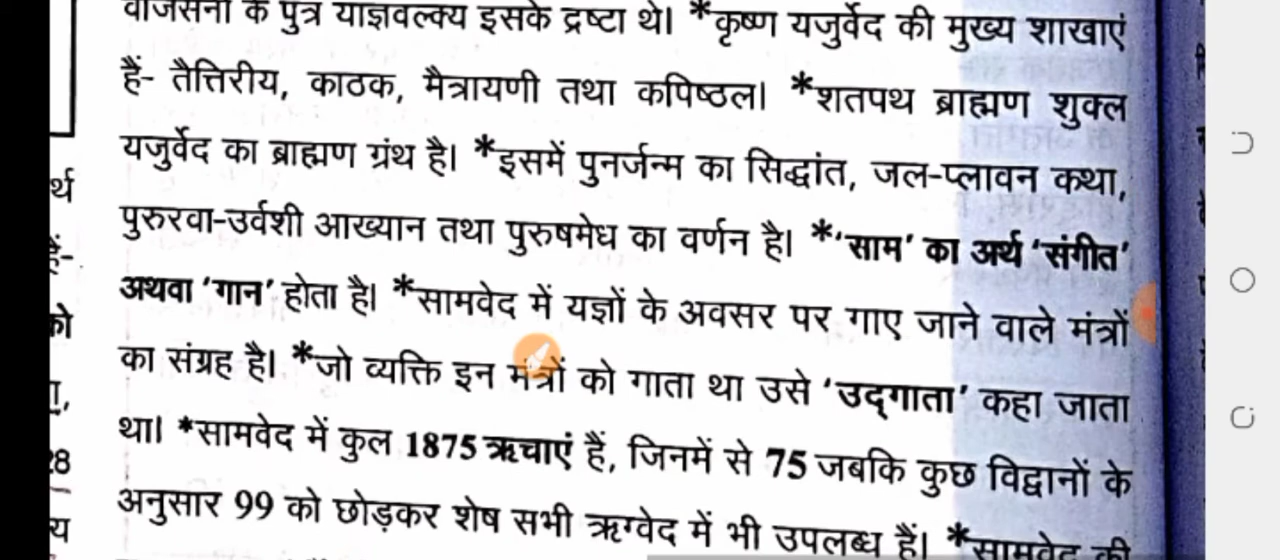 वाजसेनी के पुत्र याज्ञवल्क्य इसके द्रष्टा थे। *कृष्ण यजुर्वेद की मुख्य शाखाएं
हैं- तैत्तिरीय, काठक, मैत्रायणी तथा कपिष्ठल। *शतपथ ब्राह्मण शुक्ल
यजुर्वेद का ब्राह्मण ग्रंथ है। *इसमें पुनर्जन्म का सिद्धांत, जल-प्लावन कथा,
पुरुरवा-उर्वशी आख्यान तथा पुरुषमेध का वर्णन है। *‘साम’ का अर्थ ‘संगीत’
अथवा ‘गान’ होता है। *सामवेद में यज्ञों के अवसर पर गाए जाने वाले मंत्रों
का संग्रह है। *जो व्यक्ति इन मंत्रों को गाता था उसे ‘उद्गाता’ कहा जाता
था। *सामवेद में कुल 1875 ऋचाएं हैं, जिनमें से 75 जबकि कुछ विद्वानों के
अनुसार 99 को छोड़कर शेष सभी ऋग्वेद में भी उपलब्ध हैं। *सामवेद की